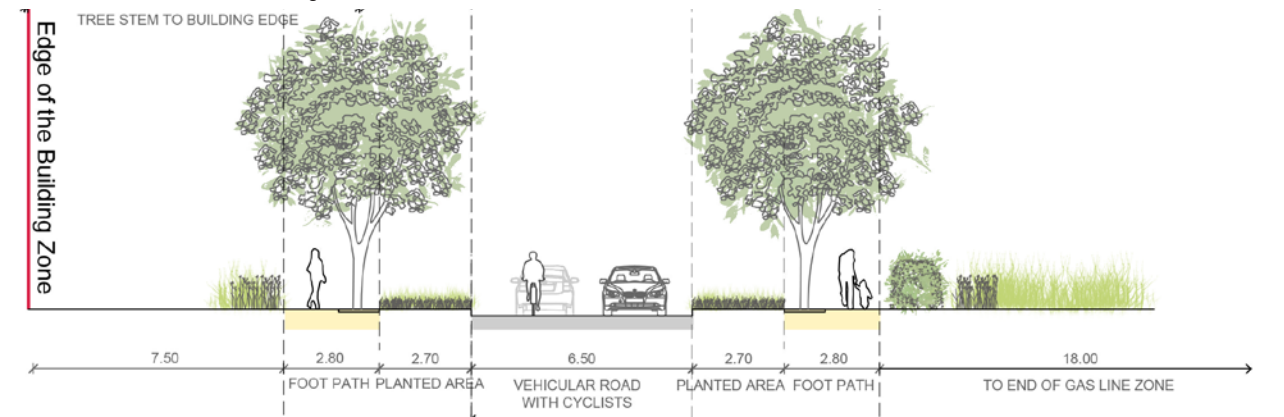 TREE STEM TO BUILDING EDGE
Edge of the Building Zone
7.50
2.80
2.70
6.50
2.70
2.80
18.00
FOOT PATH
PLANTED AREA
VEHICULAR ROAD
WITH CYCLISTS
PLANTED AREA
FOOT PATH
TO END OF GAS LINE ZONE